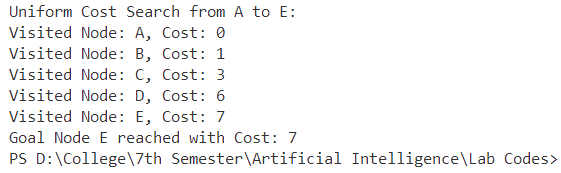 Uniform Cost Search from A to E:
Visited Node: A, Cost: 0
Visited Node: B, Cost: 1
Visited Node: C, Cost: 3
Visited Node: D, Cost: 6
Visited Node: E, Cost: 7
Goal Node E reached with Cost: 7
PS D:\College\7th Semester\Artificial Intelligence\Lab Codes>